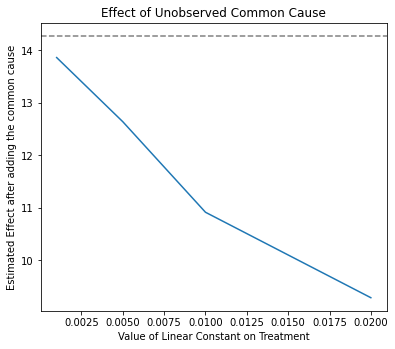 Effect of Unobserved Common Cause
Estimated Effect after adding the common cause
14
13
12
11
10
0.0025 0.0050 0.0075 0.0100 0.0125 0.0150 0.0175 0.0200
Value of Linear Constant on Treatment